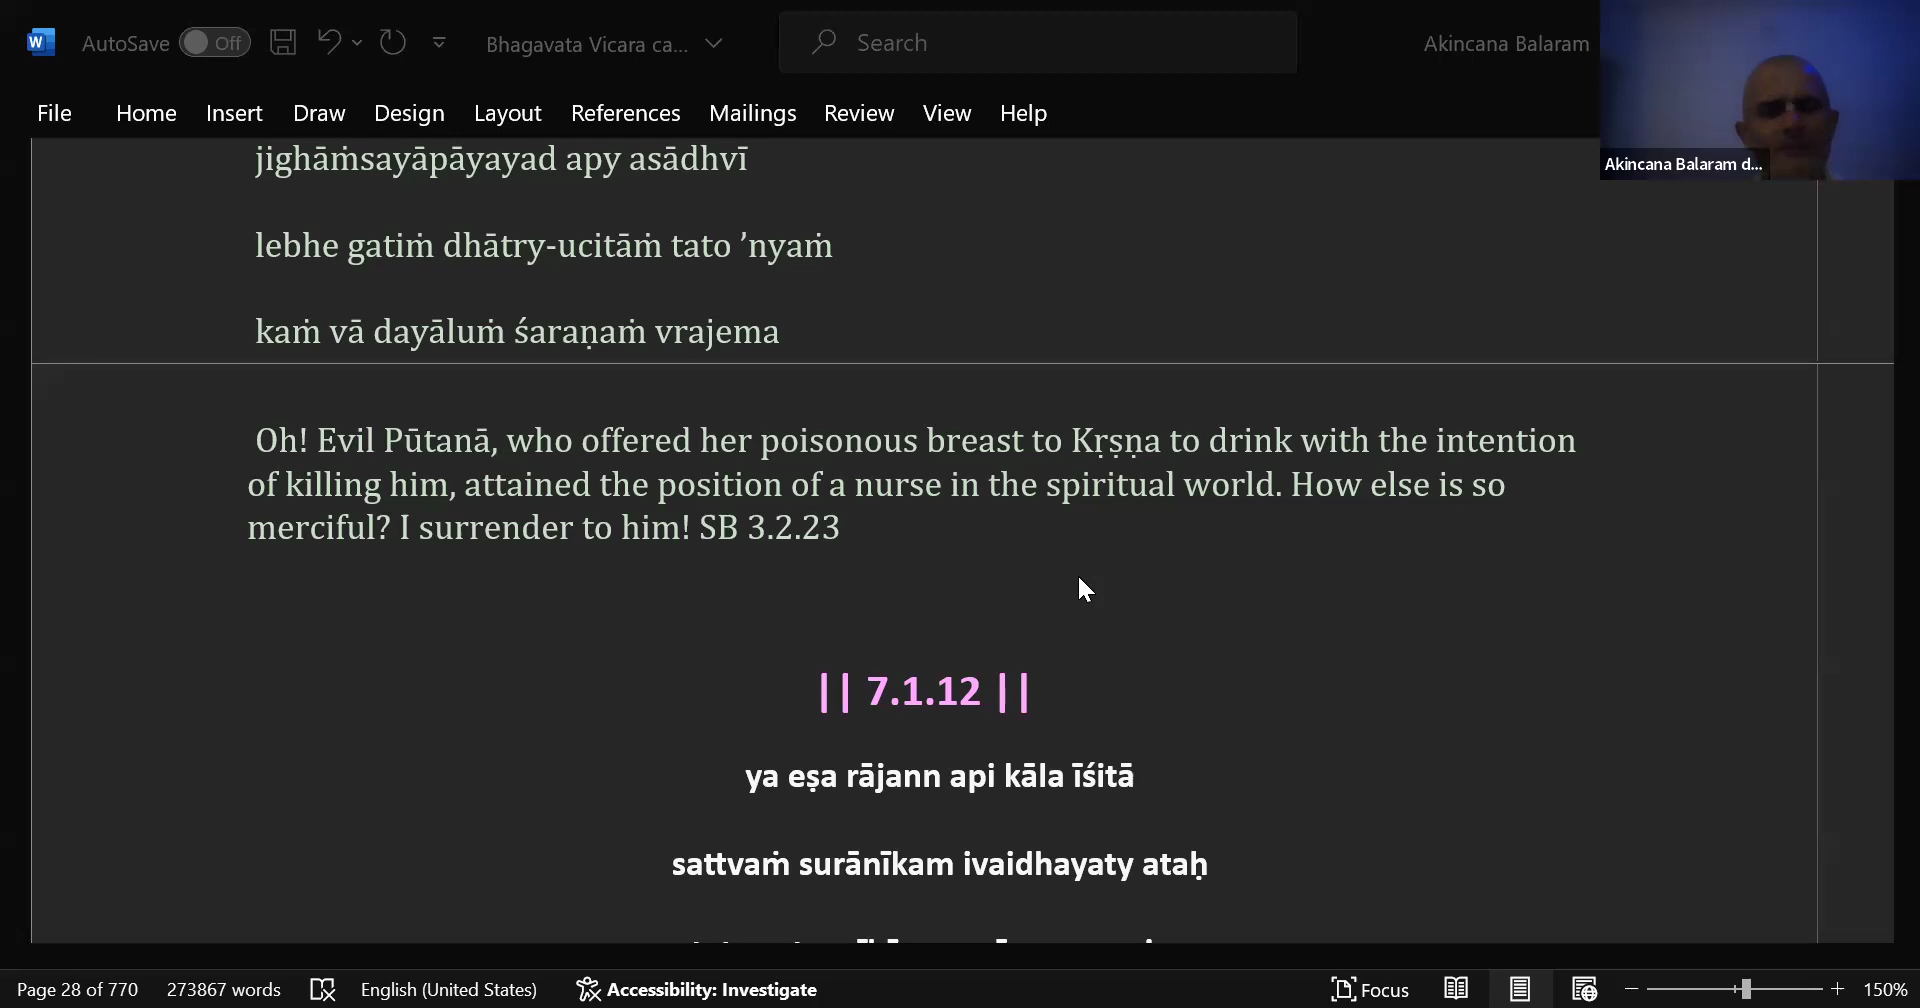 AutoSave Off Bhagavata Vicara ca... Search Akincana Balaram
File Home Insert Draw Design Layout References Mailings Review View Help
Akincana Balaram d...
jighāṁsayāpāyayad apy asādhvī
lebhe gatiṁ dhātry-ucitāṁ tato ’nyaṁ
kaṁ vā dayāluṁ śaraṇaṁ vrajema
Oh! Evil Pūtanā, who offered her poisonous breast to Kṛṣṇa to drink with the intention
of killing him, attained the position of a nurse in the spiritual world. How else is so
merciful? I surrender to him! SB 3.2.23
|| 7.1.12 ||
ya eṣa rājann api kāla īśitā
sattvaṁ surānīkam ivaidhayaty ataḥ
Page 28 of 770 273867 words English (United States) Accessibility: Investigate Focus 150%